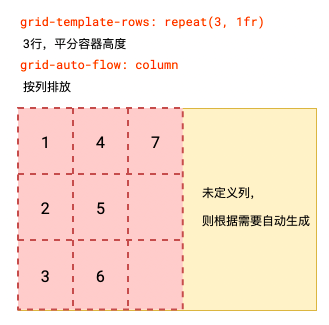 grid-template-rows: repeat(3, 1fr)
3行，平分容器高度
grid-auto-flow: column
按列排放
1 4 7
2 5
3 6
未定义列，
则根据需要自动生成